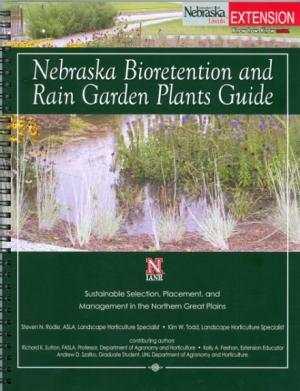 Nebraska
Lincoln
EXTENSION
Know how. Know now.
Nebraska Bioretention and
Rain Garden Plants Guide
N
IANR
Sustainable Selection, Placement, and
Management in the Northern Great Plains
Steven N. Rodie, ASLA, Landscape Horticulture Specialist • Kim W. Todd, Landscape Horticulture Specialist
contributing authors
Richard K. Sutton, FASLA, Professor, Department of Agronomy and Horticulture • Kelly A. Feehan, Extension Educator
Andrew D. Szatko, Graduate Student, UNL Department of Agronomy and Horticulture